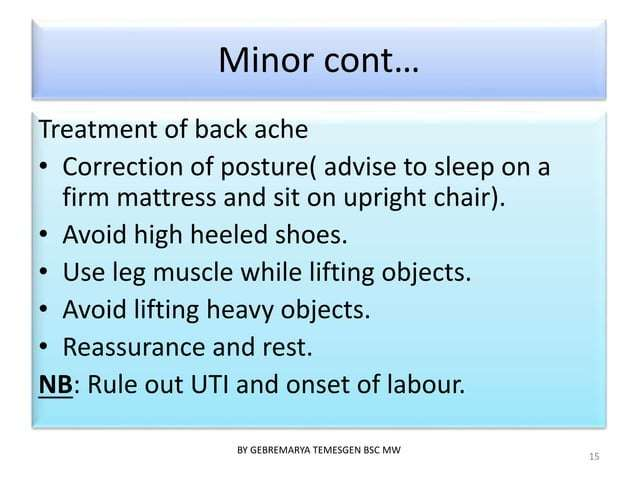 Minor cont…
Treatment of back ache
• Correction of posture( advise to sleep on a
firm mattress and sit on upright chair).
• Avoid high heeled shoes.
• Use leg muscle while lifting objects.
• Avoid lifting heavy objects.
• Reassurance and rest.
NB: Rule out UTI and onset of labour.
BY GEBREMARYA TEMESGEN BSC MW
15